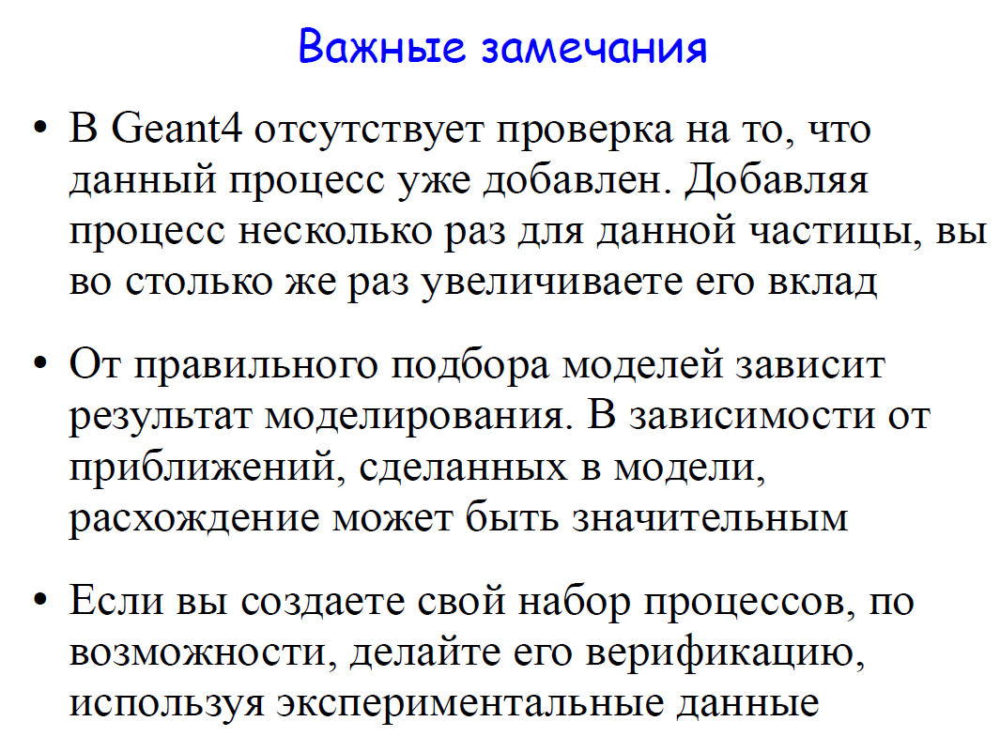 Важные замечания
• В Geant4 отсутствует проверка на то, что
данный процесс уже добавлен. Добавляя
процесс несколько раз для данной частицы, вы
во столько же раз увеличиваете его вклад
• От правильного подбора моделей зависит
результат моделирования. В зависимости от
приближений, сделанных в модели,
расхождение может быть значительным
• Если вы создаете свой набор процессов, по
возможности, делайте его верификацию,
используя экспериментальные данные